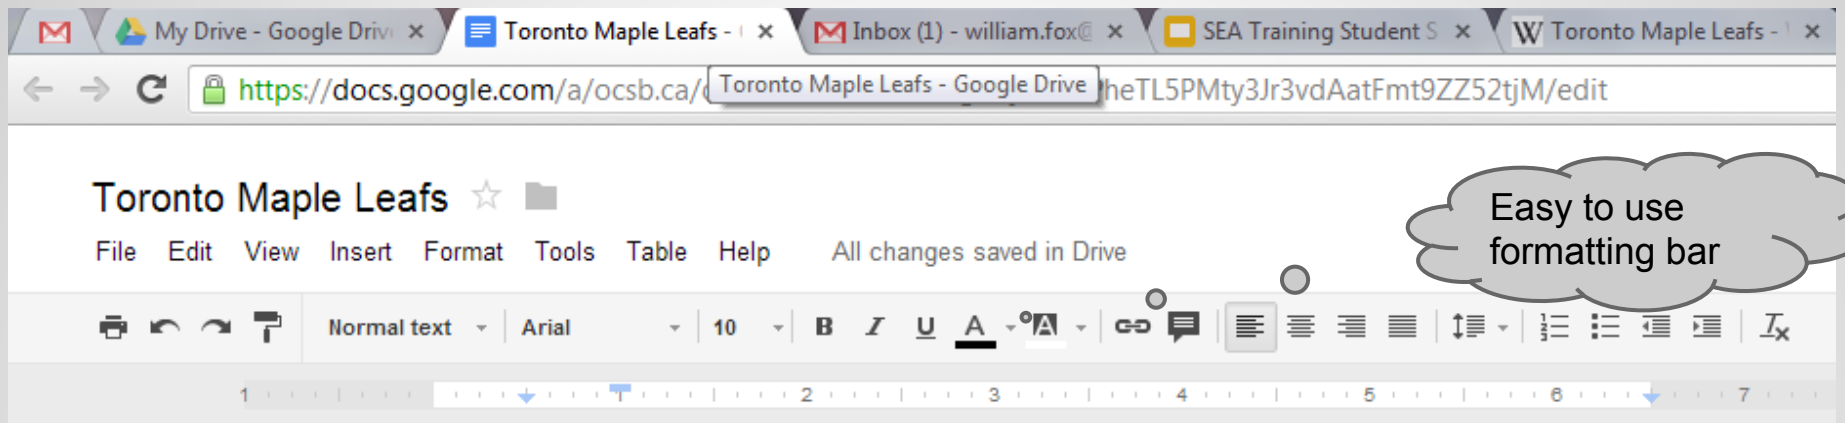 My Drive - Google Driv × Toronto Maple Leafs - × Inbox (1) - william.fox@ × SEA Training Student S × W Toronto Maple Leafs - ×
https://docs.google.com/a/ocsb.ca/ heTL5PMty3Jr3vdAatFmt9ZZ52tjM/edit
Toronto Maple Leafs - Google Drive
Toronto Maple Leafs
Easy to use
formatting bar
File Edit View Insert Format Tools Table Help All changes saved in Drive
Normal text Arial 10 B I U A A
1 2 3 4 5 6 7